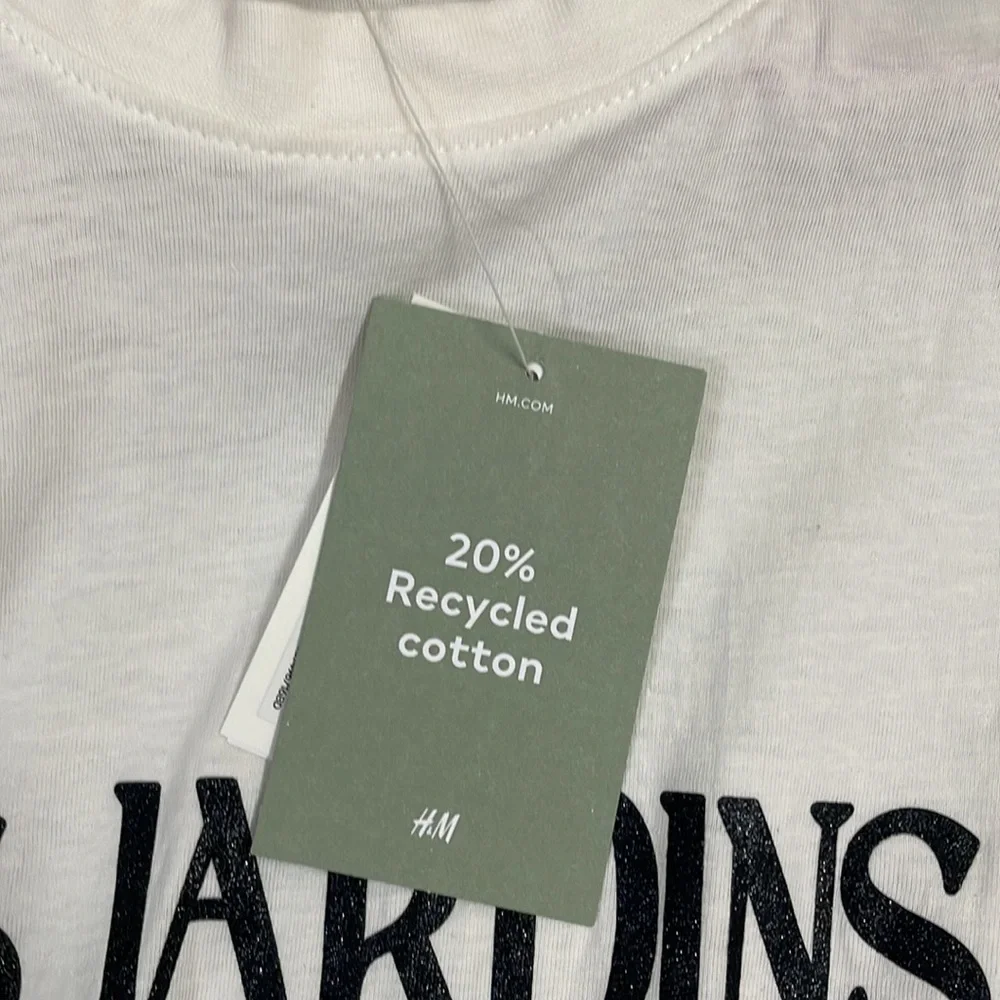 HM.COM
20%
Recycled
cotton
H&M
S JARDINS